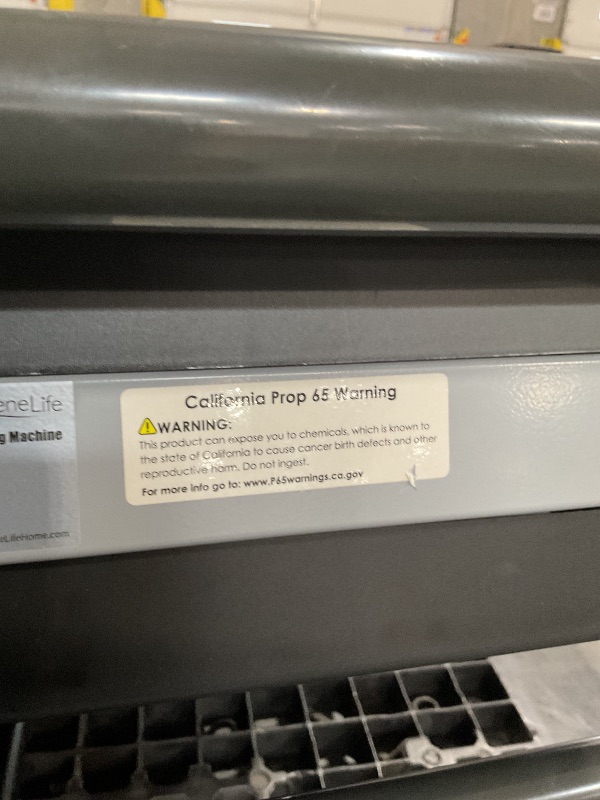 eneLife
g Machine
eLifeHome.com
California Prop 65 Warning
WARNING:
This product can expose you to chemicals, which is known to
the state of California to cause cancer birth defects and other
reproductive harm. Do not ingest.
For more info go to: www.P65warnings.ca.gov